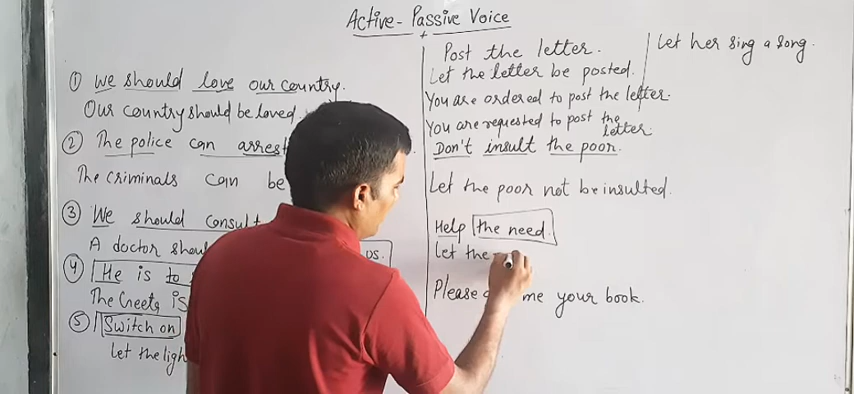 Active - Passive Voice
① We should love our country.
Our country should be loved
② The police can arrest
The criminals can be
③ We should consult
A doctor us.
④ He is to
The Geeta is
⑤ Switch on
Let the
Post the letter.
Let the letter be posted.
You are ordered to post the letter.
You are requested to post the
letter.
Don't insult the poor.
Let the poor not be insulted.
Help the need.
Let the
Please me your book.
Let her sing a song.